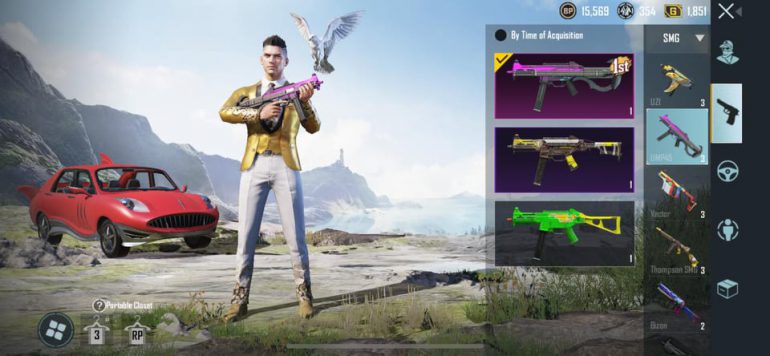 RP 15,569 354 G 1,851
By Time of Acquisition
SMG
1st
1
1
1
UZI 3
UMP45 3
Vector 3
Thompson SMG 3
Bizon 2
? Portable Closet
3 RP